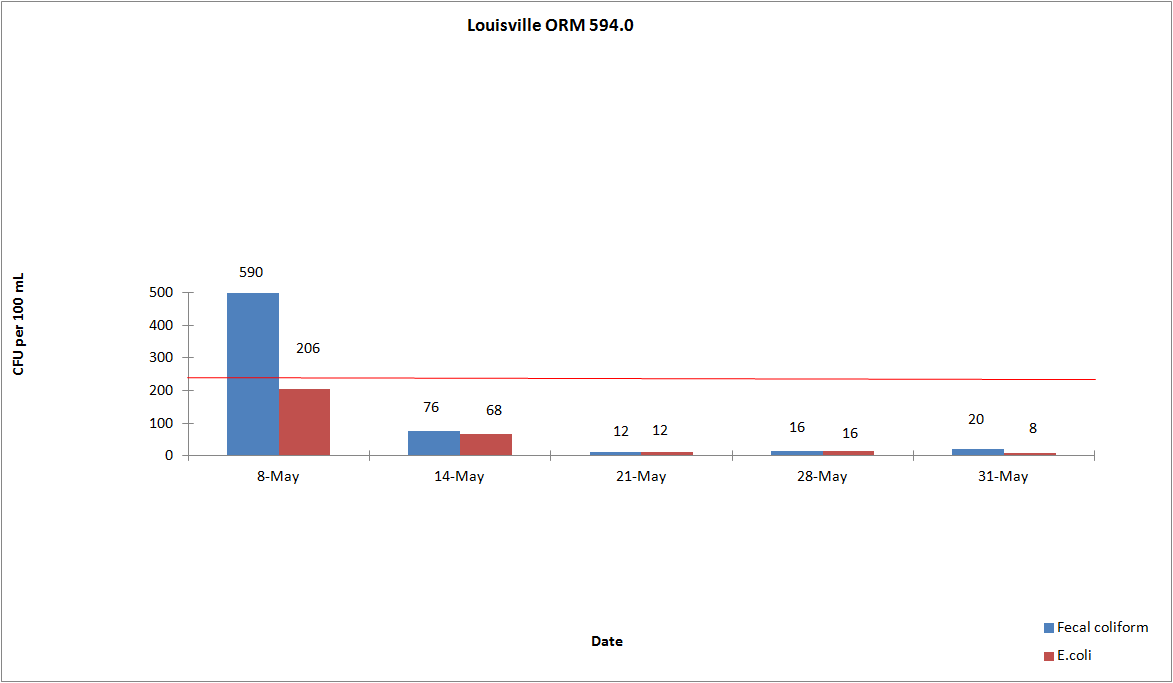 Louisville ORM 594.0
CFU per 100 mL
590
500
400
206
300
200
76
68
20
100
12
12
16
16
8
0
8-May
14-May
21-May
28-May
31-May
Date
Fecal coliform
E.coli